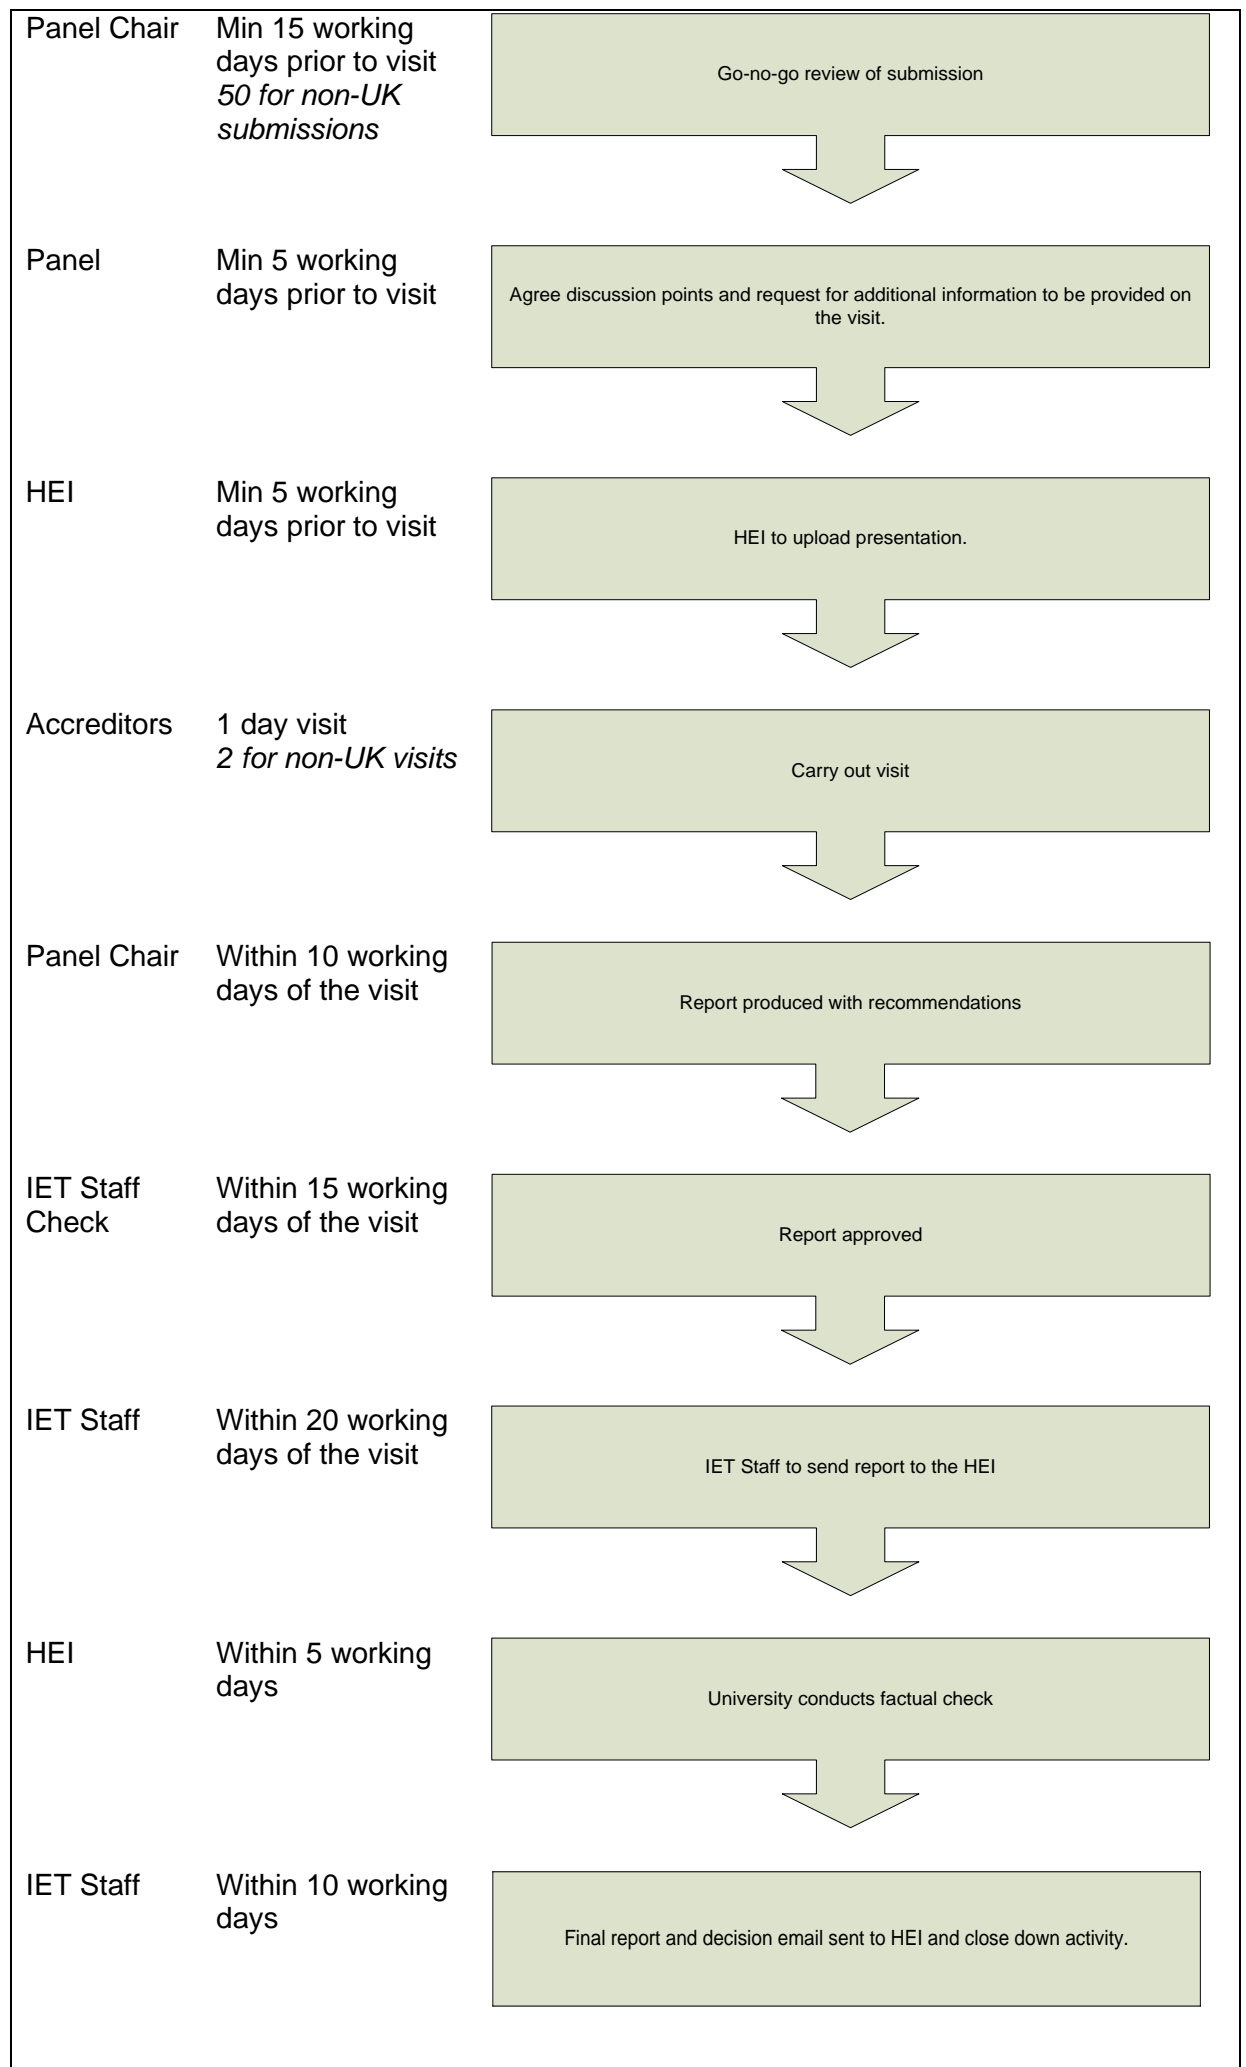 Panel Chair
Min 15 working
days prior to visit
50 for non-UK
submissions
Go-no-go review of submission
Panel
Min 5 working
days prior to visit
Agree discussion points and request for additional information to be provided on
the visit.
HEI
Min 5 working
days prior to visit
HEI to upload presentation.
Accreditors
1 day visit
2 for non-UK visits
Carry out visit
Panel Chair
Within 10 working
days of the visit
Report produced with recommendations
IET Staff
Check
Within 15 working
days of the visit
Report approved
IET Staff
Within 20 working
days of the visit
IET Staff to send report to the HEI
HEI
Within 5 working
days
University conducts factual check
IET Staff
Within 10 working
days
Final report and decision email sent to HEI and close down activity.